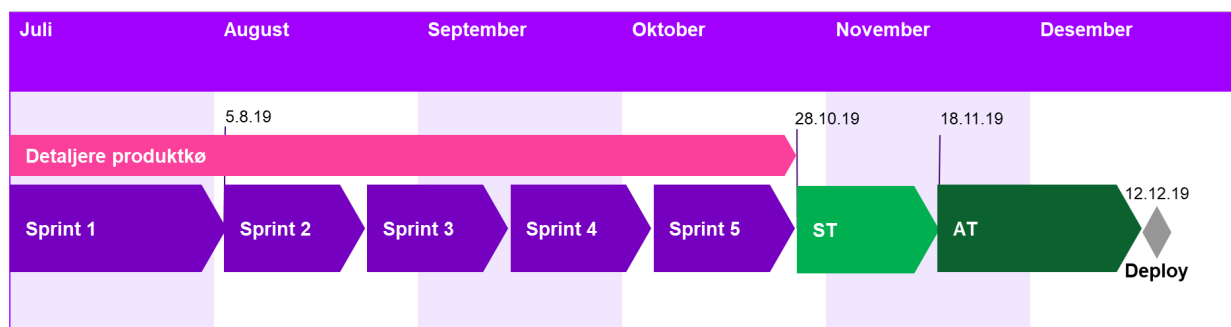 Juli August September Oktober November Desember
5.8.19 28.10.19 18.11.19
Detaljere produktkø
12.12.19
Sprint 1 Sprint 2 Sprint 3 Sprint 4 Sprint 5 ST AT
Deploy